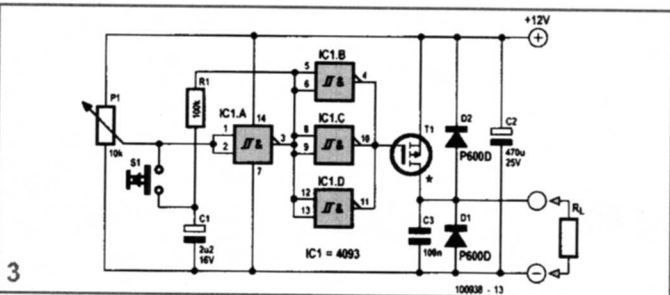 +12V
IC1.B
P1
R1
100k
IC1.A
5
6
4
14
1
2
3
IC1.C
8
9
10
T1
D2
P600D
C2
470u
25V
10k
S1
7
IC1.D
12
13
11
*
C1
2u2
16V
IC1 = 4093
C3
100n
D1
P600D
RL
3
100938 - 13